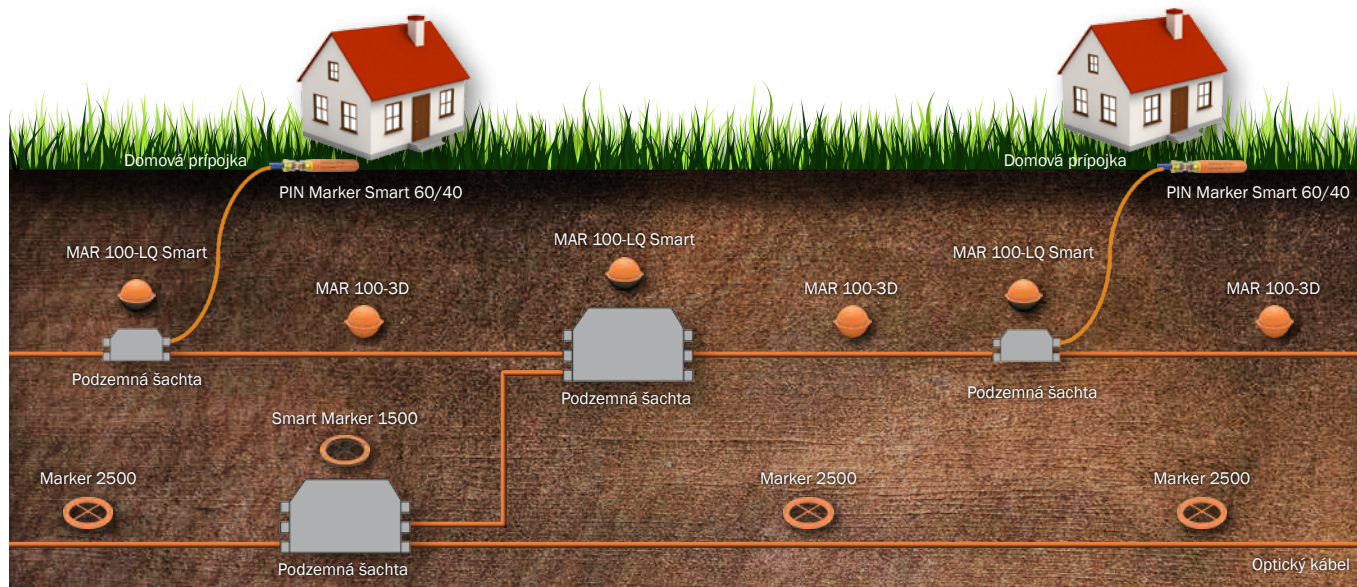 Domová prípojka
Domová prípojka
PIN Marker Smart 60/40
PIN Marker Smart 60/40
MAR 100-LQ Smart
MAR 100-LQ Smart
MAR 100-LQ Smart
MAR 100-3D
MAR 100-3D
MAR 100-3D
Podzemná šachta
Podzemná šachta
Podzemná šachta
Smart Marker 1500
Marker 2500
Marker 2500
Marker 2500
Podzemná šachta
Optický kábel